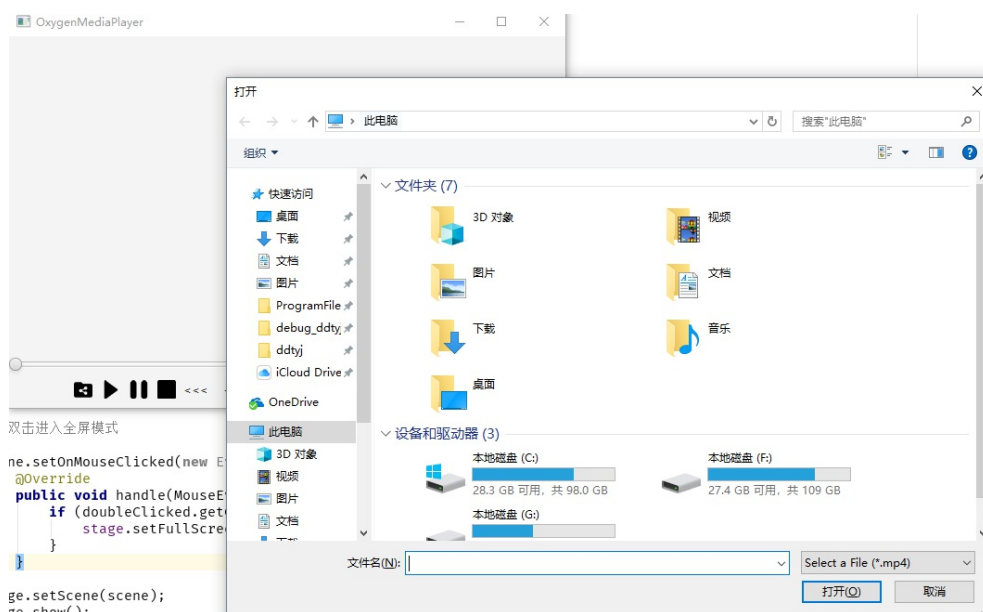 OxygenMediaPlayer
打开
此电脑
搜索"此电脑"
组织
快速访问
桌面
下载
文档
图片
ProgramFile
debug_ddtyj
ddtyj
iCloud Drive
OneDrive
此电脑
3D 对象
视频
图片
文档
文件夹 (7)
3D 对象
视频
图片
文档
下载
音乐
桌面
设备和驱动器 (3)
本地磁盘 (C:)
28.3 GB 可用，共 98.0 GB
本地磁盘 (F:)
27.4 GB 可用，共 109 GB
本地磁盘 (G:)
文件名(N):
Select a File (*.mp4)
打开(O)
取消
<<<
双击进入全屏模式
ne.setOnMouseClicked(new E
@Override
public void handle(MouseE
if (doubleClicked.get
stage.setFullScre
}
}
ge.setScene(scene);
ge.show();